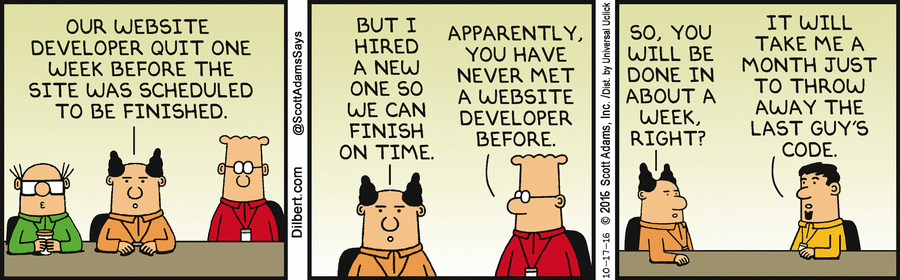 OUR WEBSITE
DEVELOPER QUIT ONE
WEEK BEFORE THE
SITE WAS SCHEDULED
TO BE FINISHED.
Dilbert.com @ScottAdamsSays
BUT I
HIRED
A NEW
ONE SO
WE CAN
FINISH
ON TIME.
APPARENTLY,
YOU HAVE
NEVER MET
A WEBSITE
DEVELOPER
BEFORE.
10-17-16 © 2016 Scott Adams, Inc. /Dist. by Universal Uclick
SO, YOU
WILL BE
DONE IN
ABOUT A
WEEK,
RIGHT?
IT WILL
TAKE ME A
MONTH JUST
TO THROW
AWAY THE
LAST GUY'S
CODE.